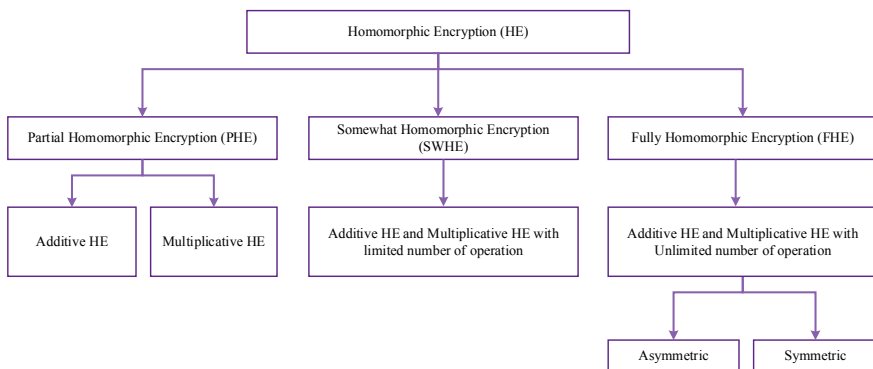 Homomorphic Encryption (HE)
Partial Homomorphic Encryption (PHE)
Somewhat Homomorphic Encryption
(SWHE)
Fully Homomorphic Encryption (FHE)
Additive HE
Multiplicative HE
Additive HE and Multiplicative HE with
limited number of operation
Additive HE and Multiplicative HE with
Unlimited number of operation
Asymmetric
Symmetric